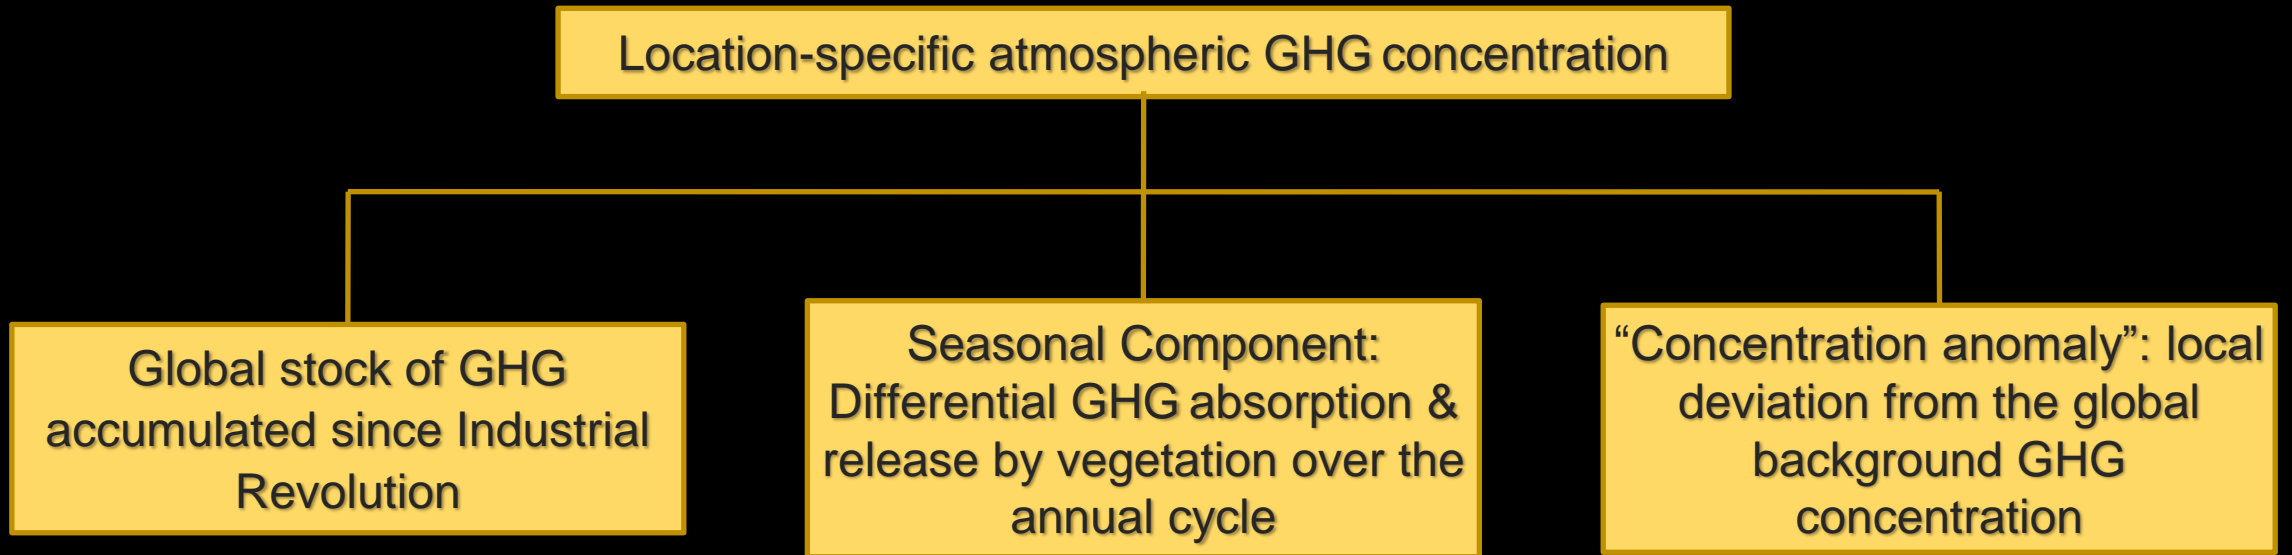 Location-specific atmospheric GHG concentration
Global stock of GHG
accumulated since Industrial
Revolution
Seasonal Component:
Differential GHG absorption &
release by vegetation over the
annual cycle
“Concentration anomaly”: local
deviation from the global
background GHG
concentration